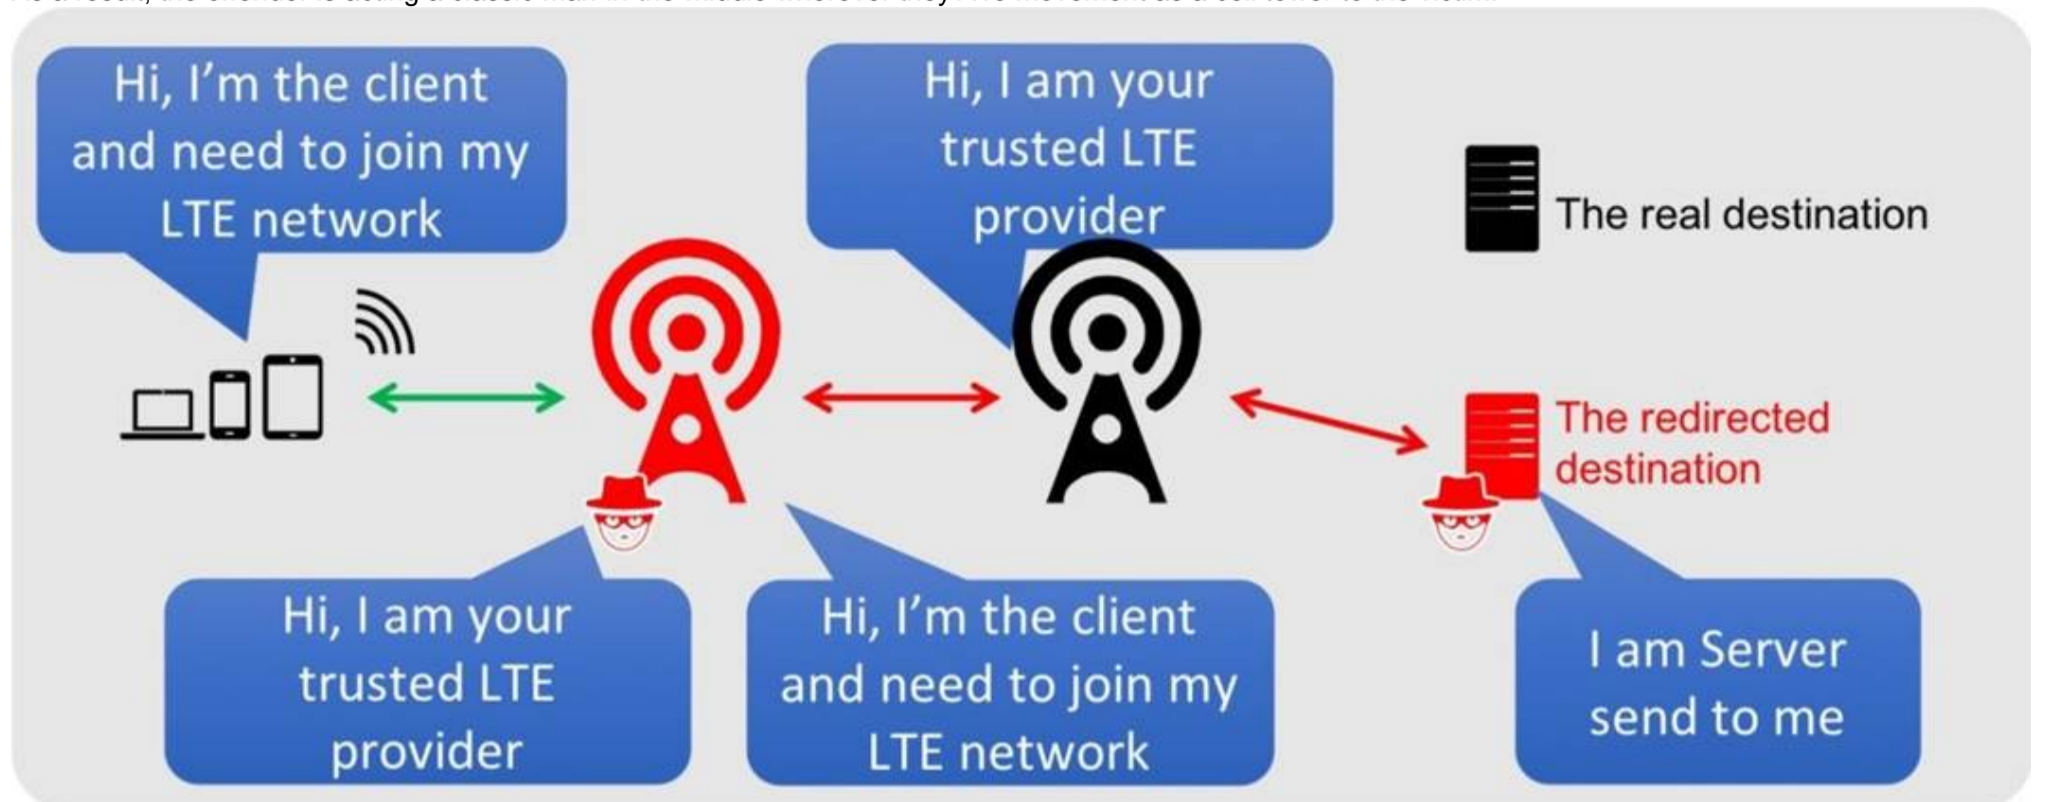 Hi, I'm the client
and need to join my
LTE network
Hi, I am your
trusted LTE
provider
The real destination
The redirected
destination
Hi, I am your
trusted LTE
provider
Hi, I'm the client
and need to join my
LTE network
I am Server
send to me